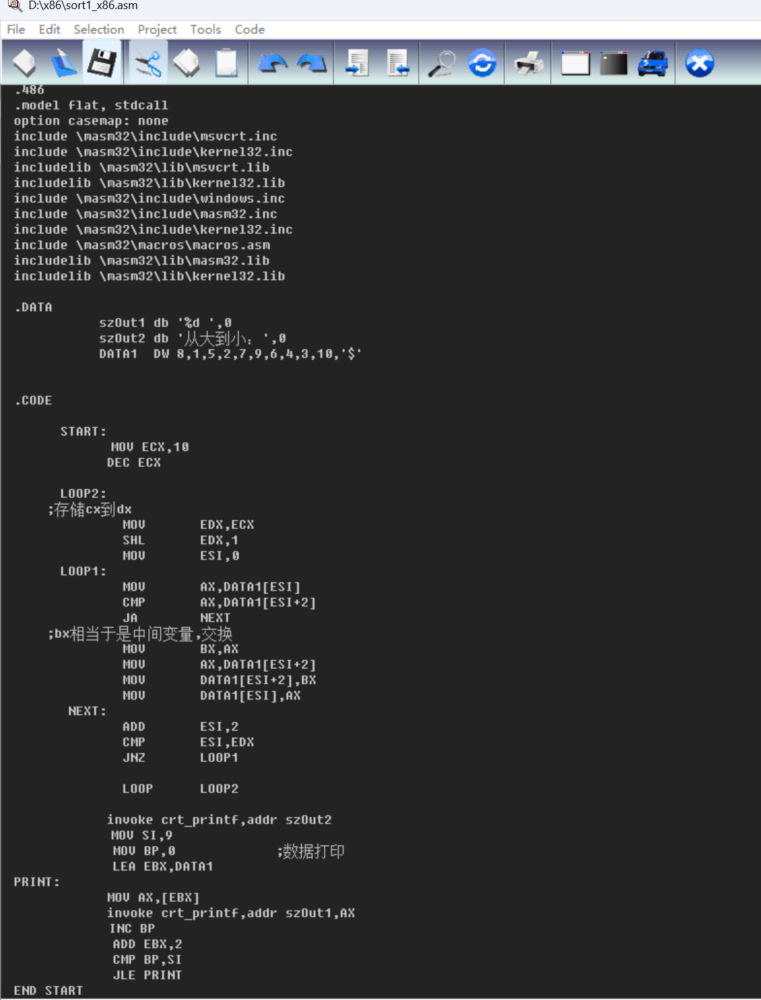 D:\x86\sort1_x86.asm
File Edit Selection Project Tools Code
.486
.model flat, stdcall
option casemap: none
include \masm32\include\msvcrt.inc
include \masm32\include\kernel32.inc
includelib \masm32\lib\msvcrt.lib
includelib \masm32\lib\kernel32.lib
include \masm32\include\windows.inc
include \masm32\include\masm32.inc
include \masm32\include\kernel32.inc
include \masm32\macros\macros.asm
includelib \masm32\lib\masm32.lib
includelib \masm32\lib\kernel32.lib
.DATA
szOut1 db '%d ',0
szOut2 db '从大到小：',0
DATA1 DW 8,1,5,2,7,9,6,4,3,10,'$'
.CODE
START:
MOV ECX,10
DEC ECX
LOOP2:
;存储cx到dx
MOV EDX,ECX
SHL EDX,1
MOV ESI,0
LOOP1:
MOV AX,DATA1[ESI]
CMP AX,DATA1[ESI+2]
JA NEXT
;bx相当于是中间变量,交换
MOV BX,AX
MOV AX,DATA1[ESI+2]
MOV DATA1[ESI+2],BX
MOV DATA1[ESI],AX
NEXT:
ADD ESI,2
CMP ESI,EDX
JNZ LOOP1
LOOP LOOP2
invoke crt_printf,addr szOut2
MOV SI,9
MOV BP,0 ;数据打印
LEA EBX,DATA1
PRINT:
MOV AX,[EBX]
invoke crt_printf,addr szOut1,AX
INC BP
ADD EBX,2
CMP BP,SI
JLE PRINT
END START